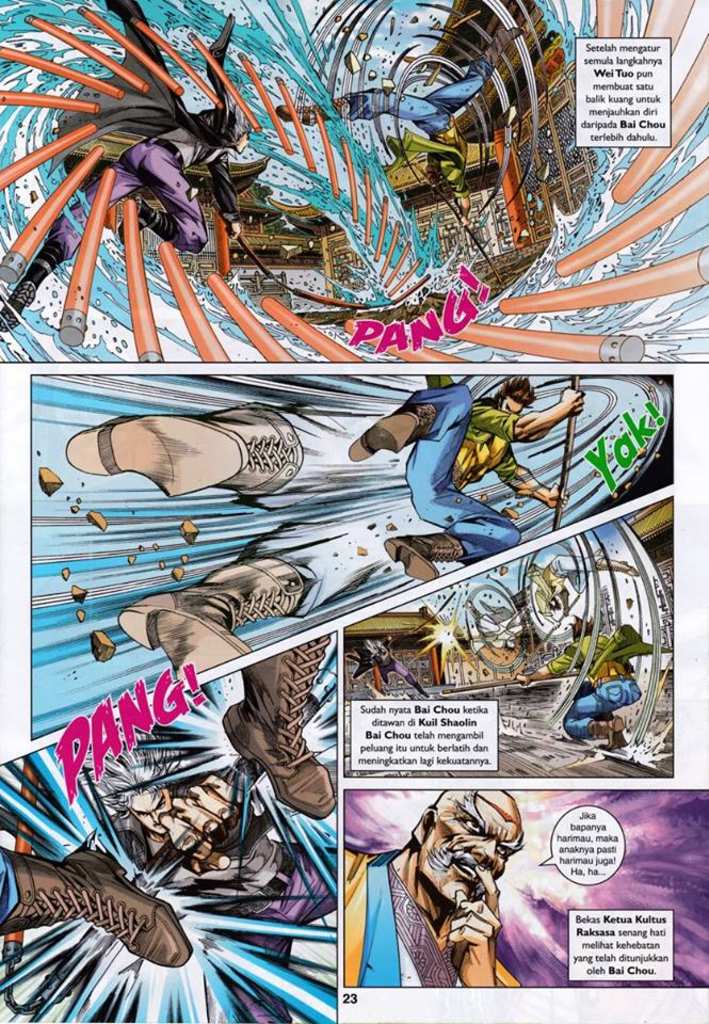 Setelah mengatur
semula langkahnya
Wei Tuo pun
membuat satu
balik kuang untuk
menjauhkan diri
daripada Bai Chou
terlebih dahulu.
PANG!
Yak!
PANG!
Sudah nyata Bai Chou ketika
ditawan di Kuil Shaolin
Bai Chou telah mengambil
peluang itu untuk berlatih dan
meningkatkan lagi kekuatannya.
Jika
bapanya
harimau, maka
anaknya pasti
harimau juga!
Ha, ha...
Bekas Ketua Kultus
Raksasa senang hati
melihat kehebatan
yang telah ditunjukkan
oleh Bai Chou.
23